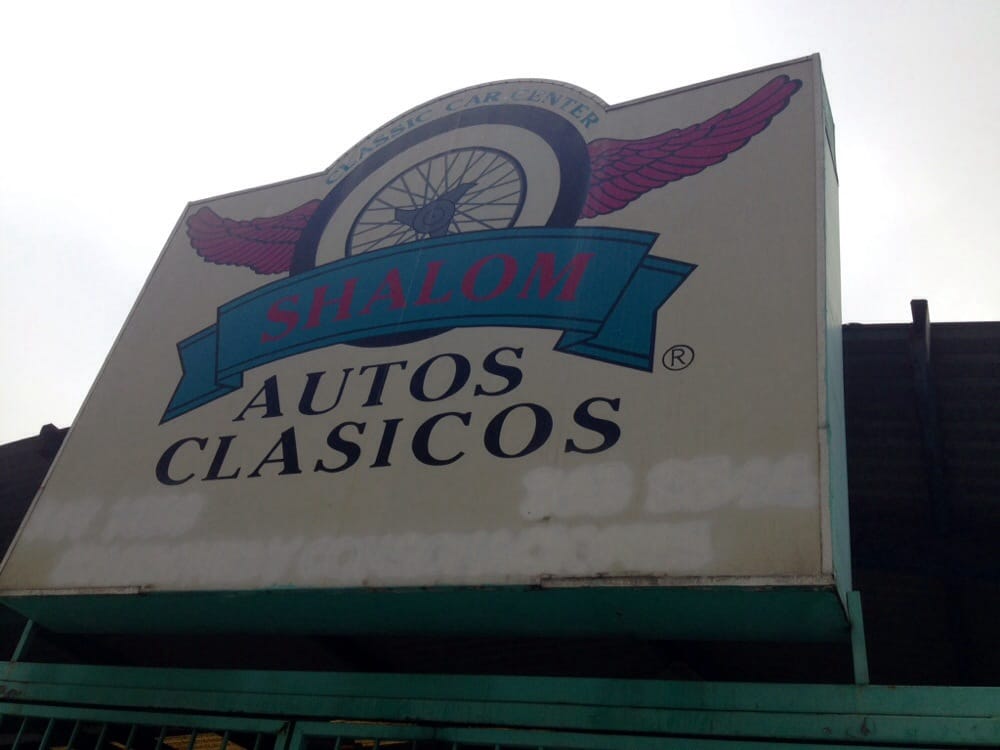 CLASSIC CAR CENTER
SHALOM
®
AUTOS
CLASICOS